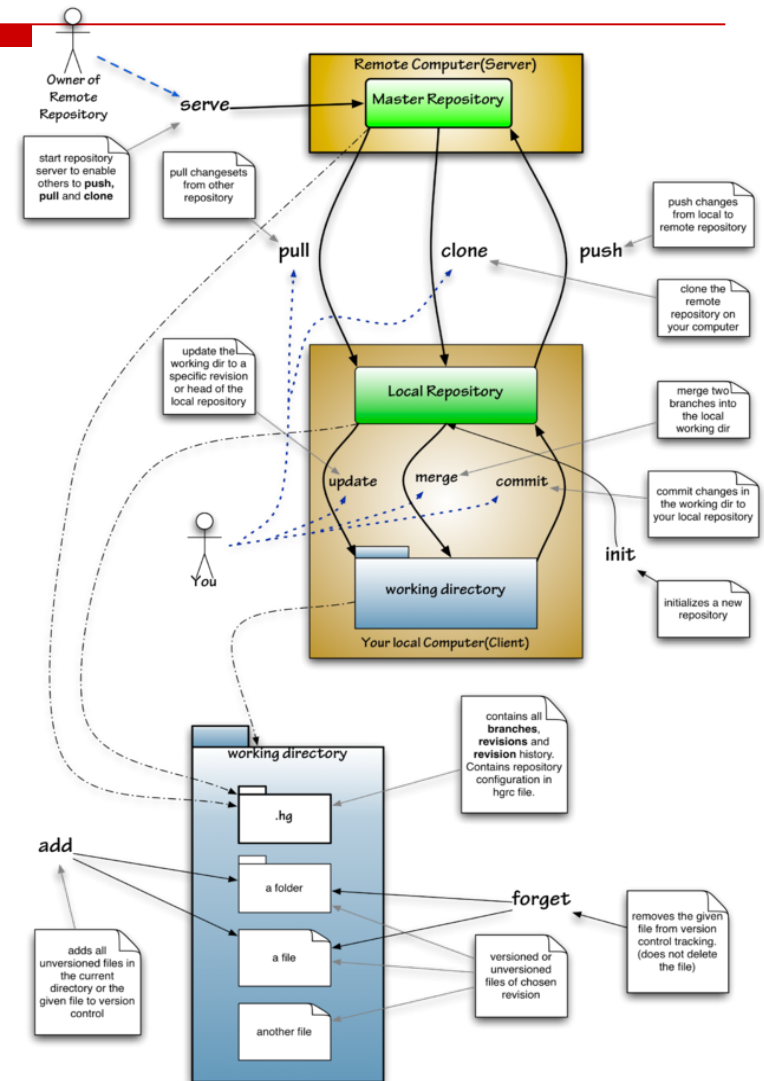 Remote Computer(Server)
Owner of
Remote
Repository
serve
Master Repository
start repository
server to enable
others to push,
pull and clone
pull changesets
from other
repository
push changes
from local to
remote repository
pull
clone
push
clone the
remote
repository on
your computer
update the
working dir to a
specific revision
or head of the
local repository
Local Repository
merge two
branches into
the local
working dir
update
merge
commit
commit changes in
the working dir to
your local repository
You
init
working directory
initializes a new
repository
Your local Computer(Client)
contains all
branches,
revisions and
revision history.
Contains repository
configuration in
hgrc file.
working directory
.hg
add
a folder
forget
removes the given
file from version
control tracking.
(does not delete
the file)
adds all
unversioned files in
the current
directory or the
given file to version
control
a file
versioned or
unversioned
files of chosen
revision
another file